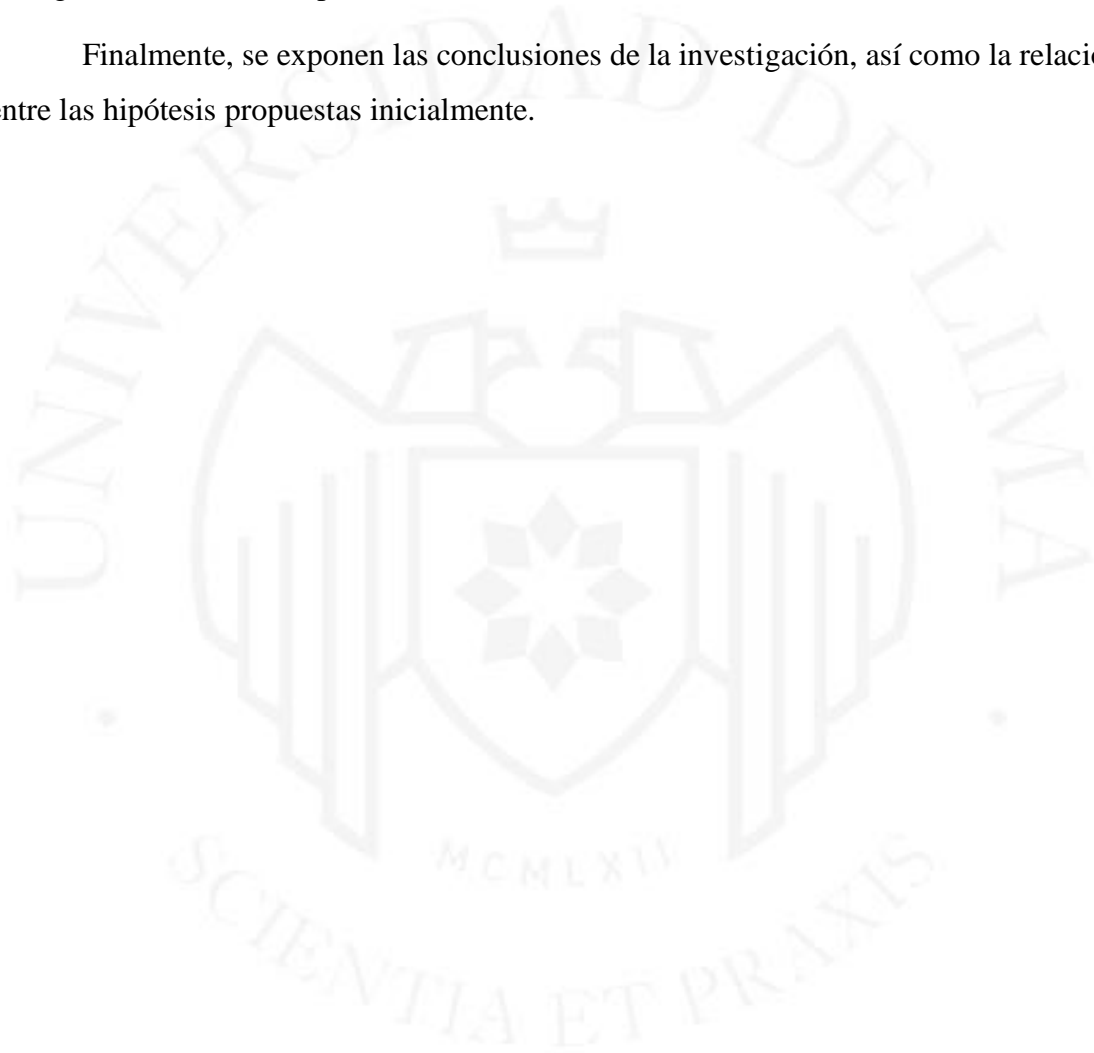 Finalmente, se exponen las conclusiones de la investigación, así como la relació
entre las hipótesis propuestas inicialmente.
UNIVERSIDAD DE LIMA
MCMLXII
SCIENTIA ET PRAXIS